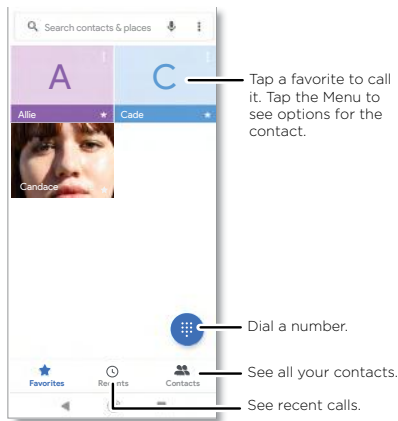 Search contacts & places
A
C
Tap a favorite to call
it. Tap the Menu to
see options for the
contact.
Allie
Cade
Candace
Dial a number.
See all your contacts.
Favorites
Recents
Contacts
See recent calls.